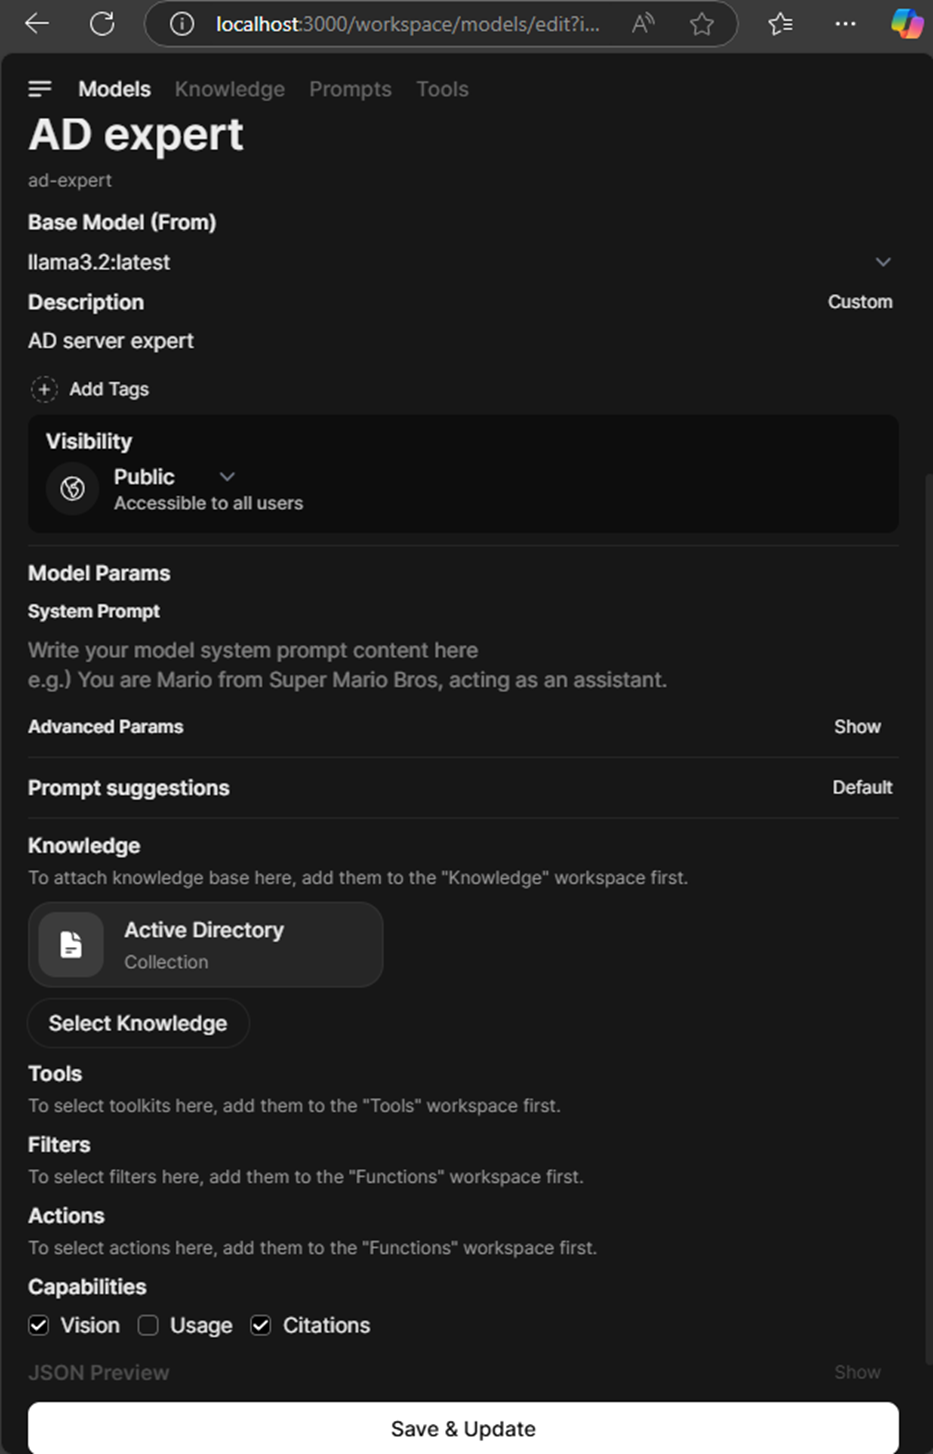 localhost:3000/workspace/models/edit?i...
Models Knowledge Prompts Tools
AD expert
ad-expert
Base Model (From)
llama3.2:latest
Description Custom
AD server expert
Add Tags
Visibility
Public
Accessible to all users
Model Params
System Prompt
Write your model system prompt content here
e.g.) You are Mario from Super Mario Bros, acting as an assistant.
Advanced Params Show
Prompt suggestions Default
Knowledge
To attach knowledge base here, add them to the "Knowledge" workspace first.
Active Directory
Collection
Select Knowledge
Tools
To select toolkits here, add them to the "Tools" workspace first.
Filters
To select filters here, add them to the "Functions" workspace first.
Actions
To select actions here, add them to the "Functions" workspace first.
Capabilities
Vision Usage Citations
JSON Preview Show
Save & Update